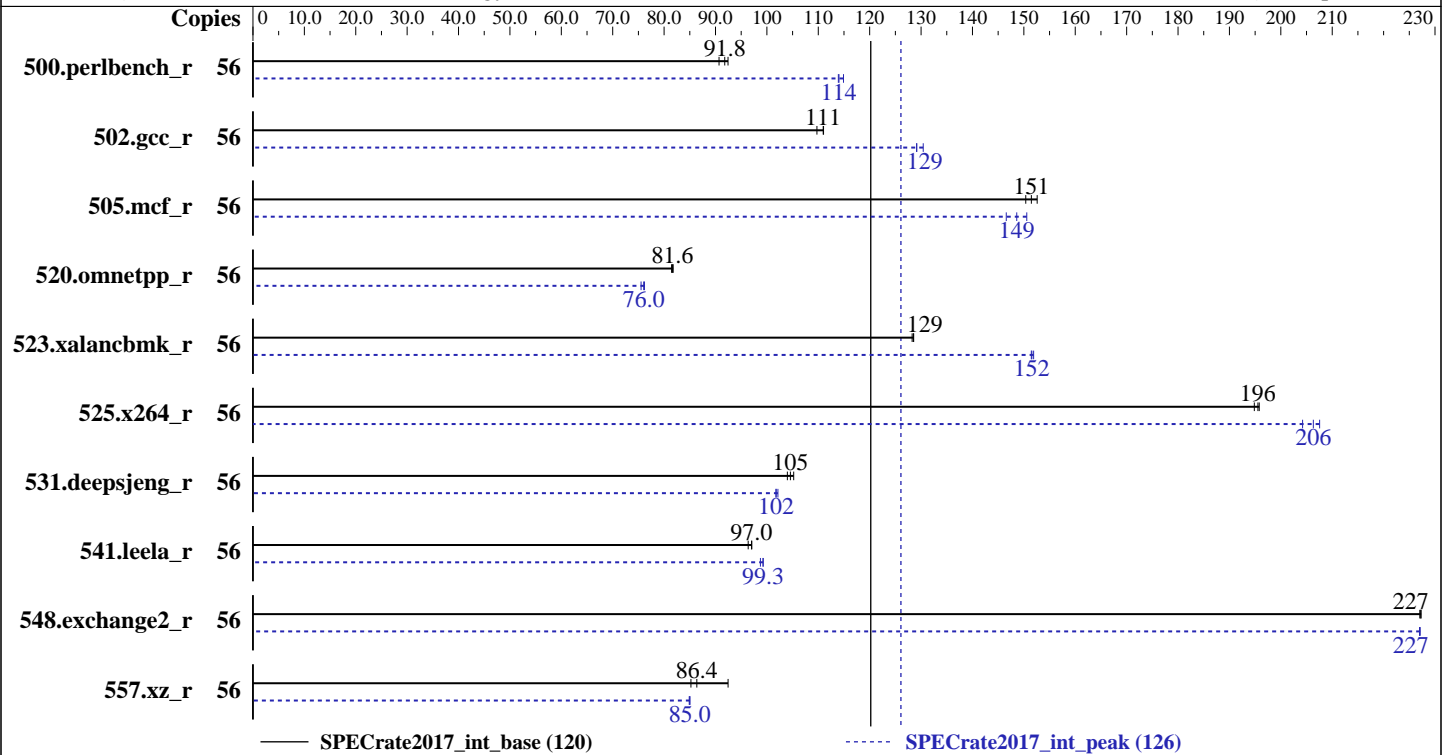 Copies 0 10.0 20.0 30.0 40.0 50.0 60.0 70.0 80.0 90.0 100 110 120 130 140 150 160 170 180 190 200 210 230
91.8
500.perlbench_r 56
114
111
502.gcc_r 56
129
151
505.mcf_r 56
149
81.6
520.omnetpp_r 56
76.0
129
523.xalancbmk_r 56
152
196
525.x264_r 56
206
105
531.deepsjeng_r 56
102
97.0
541.leela_r 56
99.3
227
548.exchange2_r 56
227
86.4
557.xz_r 56
85.0
SPECrate2017_int_base (120) SPECrate2017_int_peak (126)